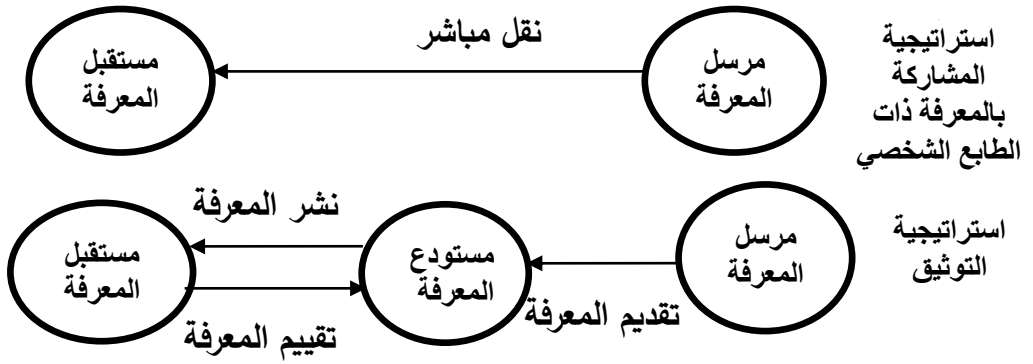 استراتيجية
المشاركة
بالمعرفة ذات
الطابع الشخصي
مرسل
المعرفة
نقل مباشر
مستقبل
المعرفة
استراتيجية
التوثيق
مرسل
المعرفة
تقديم المعرفة
مستودع
المعرفة
نشر المعرفة
تقييم المعرفة
مستقبل
المعرفة